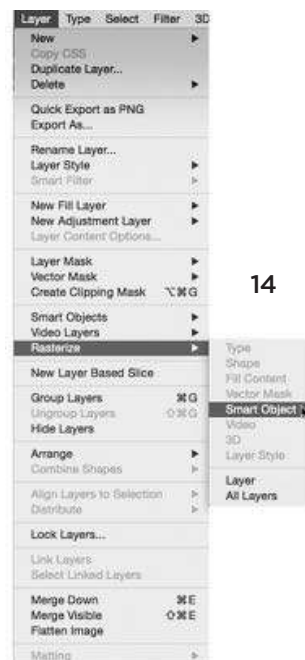 Layer Type Select Filter 3D
New
Copy CSS
Duplicate Layer...
Delete
Quick Export as PNG
Export As...
Rename Layer...
Layer Style
Smart Filter
New Fill Layer
New Adjustment Layer
Layer Content Options...
Layer Mask
Vector Mask
Create Clipping Mask ⌥⌘G
Smart Objects
Video Layers
Rasterize
New Layer Based Slice
Group Layers ⌘G
Ungroup Layers ⇧⌘G
Hide Layers
Arrange
Combine Shapes
Align Layers to Selection
Distribute
Lock Layers...
Link Layers
Select Linked Layers
Merge Down ⌘E
Merge Visible ⇧⌘E
Flatten Image
Matting
14
Type
Shape
Fill Content
Vector Mask
Smart Object
Video
3D
Layer Style
Layer
All Layers